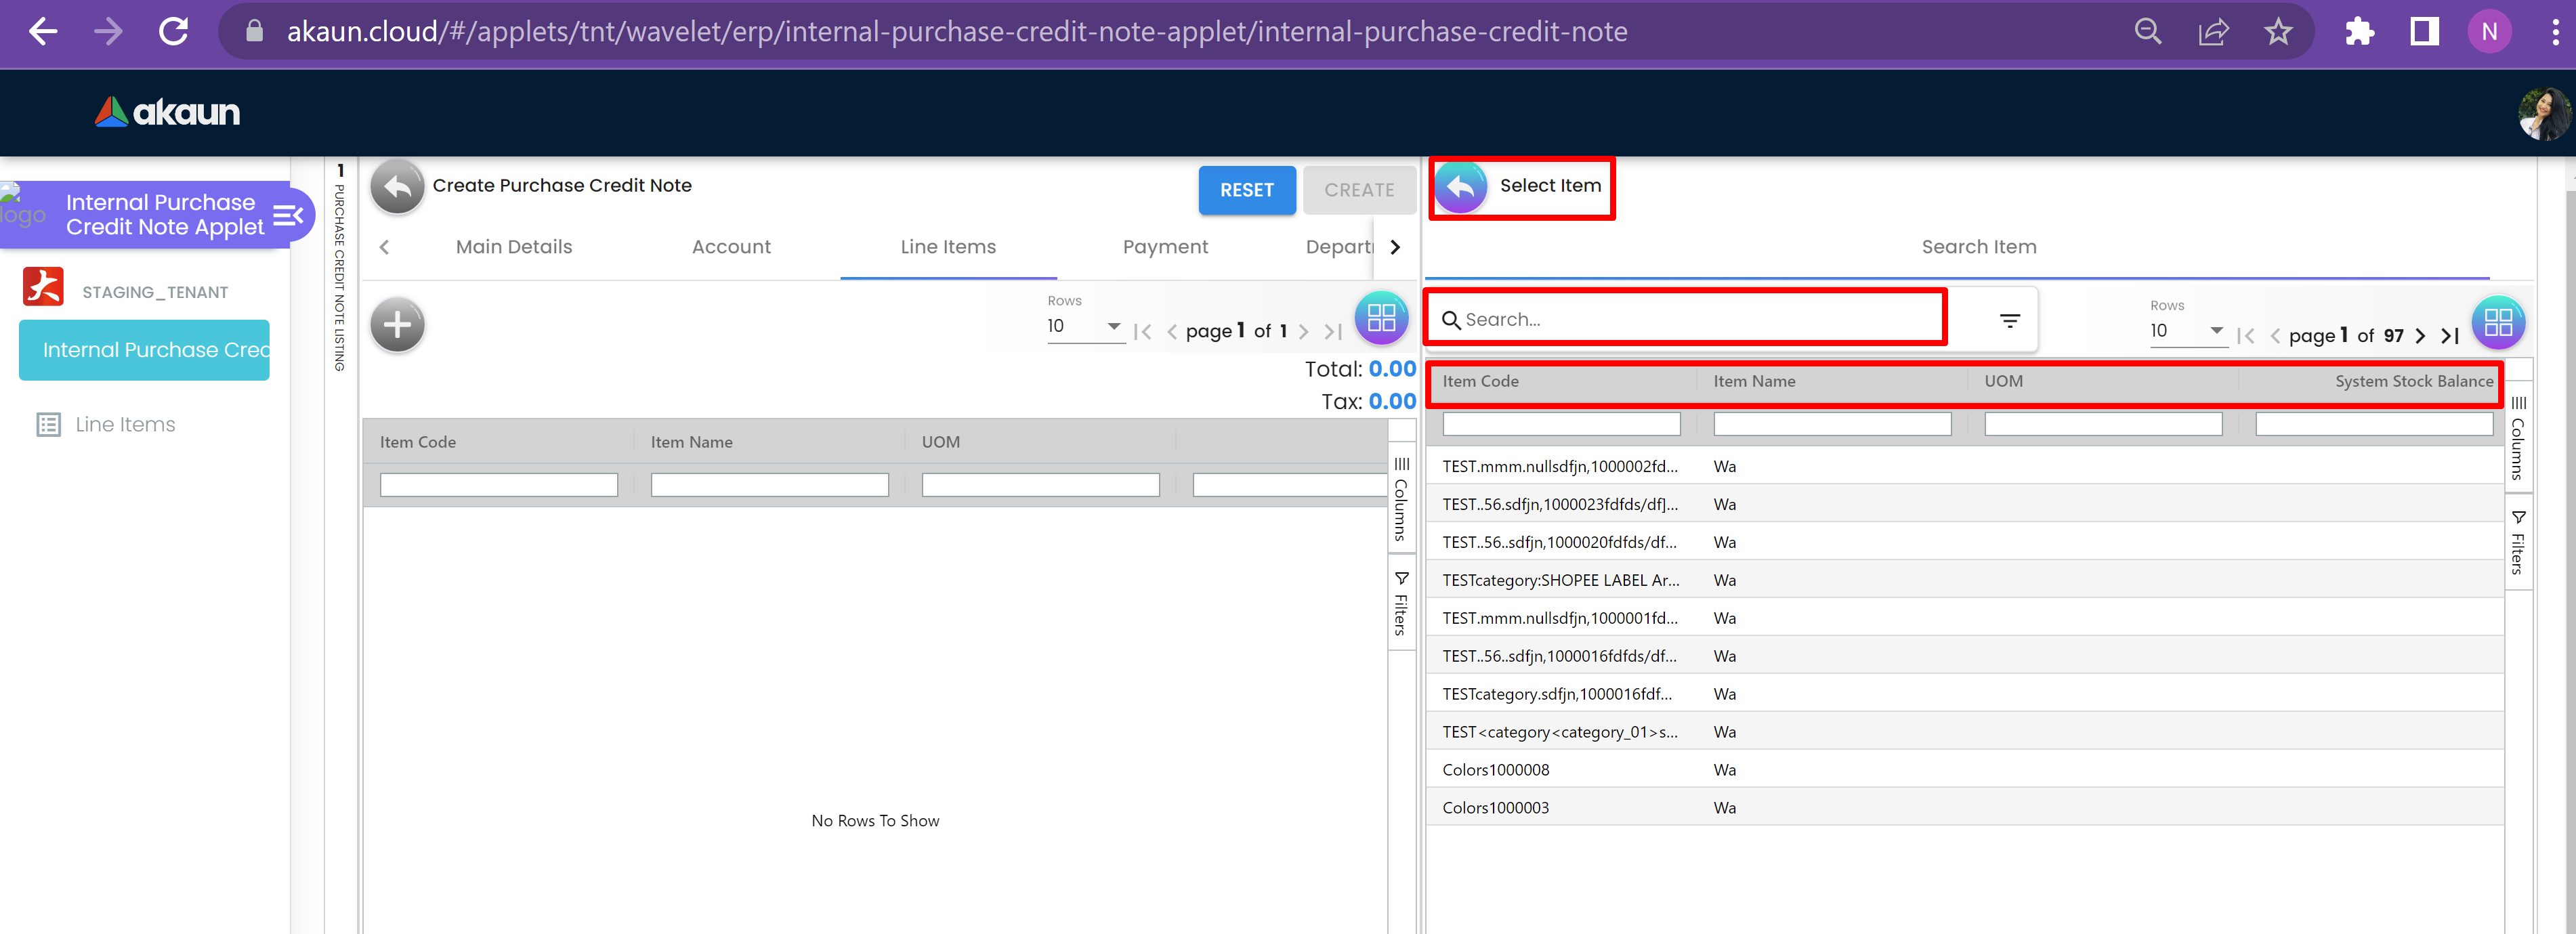 akaun.cloud/#/applets/tnt/wavelet/erp/internal-purchase-credit-note-applet/internal-purchase-credit-note
N
akaun
logo
Internal Purchase
Credit Note Applet
STAGING_TENANT
Internal Purchase Cred
Line Items
1 PURCHASE CREDIT NOTE LISTING
Create Purchase Credit Note
RESET
CREATE
Main Details
Account
Line Items
Payment
Departr
Rows
10
page 1 of 1
Total: 0.00
Tax: 0.00
Item Code
Item Name
UOM
Columns
Filters
No Rows To Show
Select Item
Search Item
Search...
Rows
10
page 1 of 97
Item Code
Item Name
UOM
System Stock Balance
TEST.mmm.nullsdfjn,1000002fd... Wa
TEST..56.sdfjn,1000023fdfds/df]... Wa
TEST..56..sdfjn,1000020fdfds/df... Wa
TESTcategory:SHOPEE LABEL Ar... Wa
TEST.mmm.nullsdfjn,1000001fd... Wa
TEST..56..sdfjn,1000016fdfds/df... Wa
TESTcategory.sdfjn,1000016fdf... Wa
TEST<category<category_01>s... Wa
Colors1000008 Wa
Colors1000003 Wa
Columns
Filters